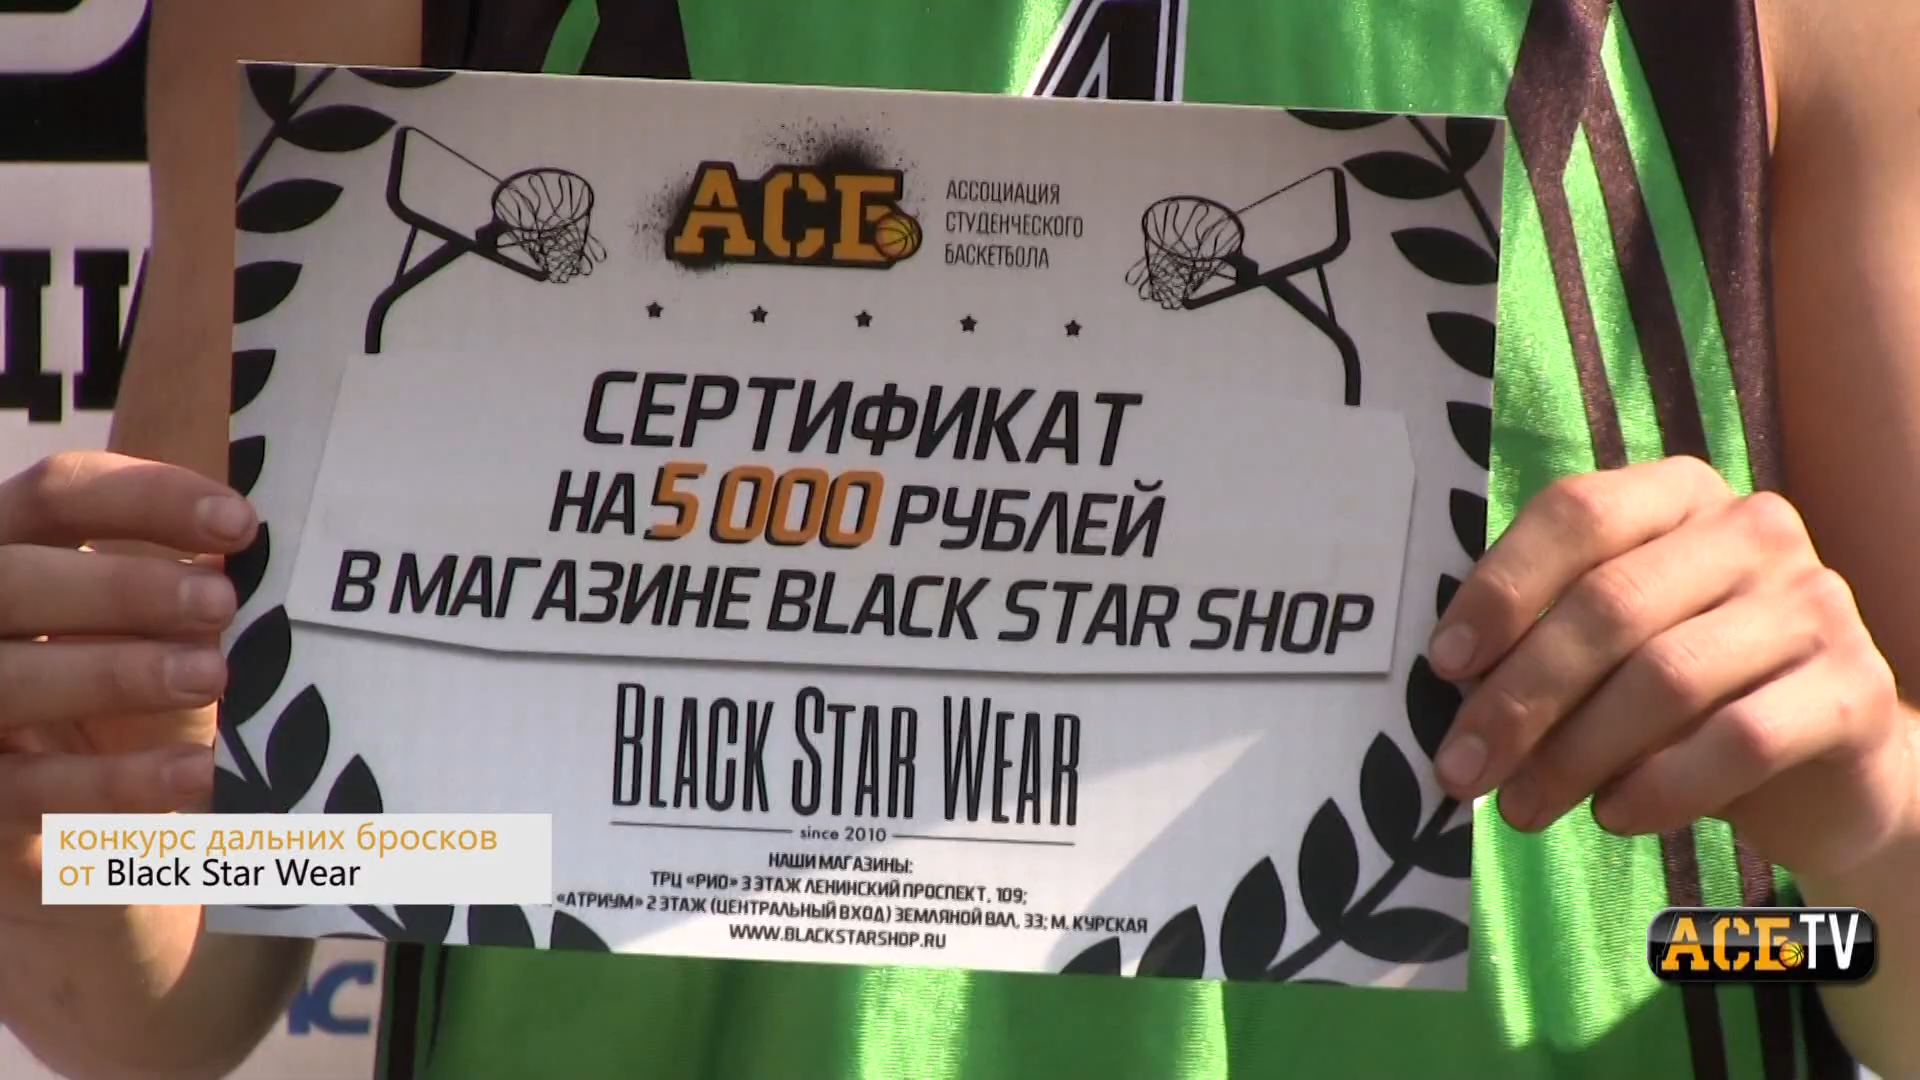 АСБ
АССОЦИАЦИЯ
СТУДЕНЧЕСКОГО
БАСКЕТБОЛА
СЕРТИФИКАТ
НА 5 000 РУБЛЕЙ
В МАГАЗИНЕ BLACK STAR SHOP
BLACK STAR WEAR
since 2010
НАШИ МАГАЗИНЫ:
ТРЦ «РИО» 3 ЭТАЖ ЛЕНИНСКИЙ ПРОСПЕКТ, 109;
«АТРИУМ» 2 ЭТАЖ (ЦЕНТРАЛЬНЫЙ ВХОД) ЗЕМЛЯНОЙ ВАЛ, 33; М. КУРСКАЯ
WWW.BLACKSTARSHOP.RU
конкурс дальних бросков
от Black Star Wear
АСБ TV